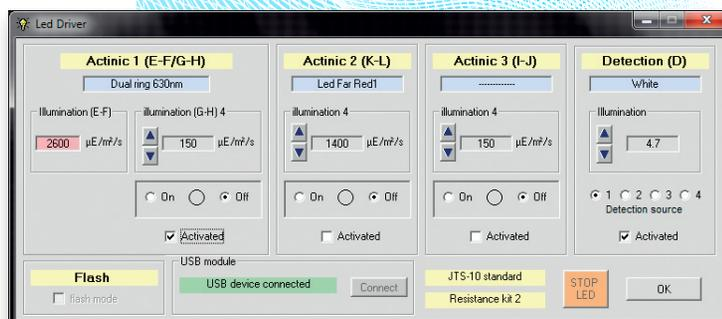 Led Driver
Actinic 1 (E-F/G-H)
Dual ring 630nm
Illumination (E-F)
2600 µE/m²/s
illumination (G-H) 4
150 µE/m²/s
On Off
Activated
Actinic 2 (K-L)
Led Far Red1
illumination 4
1400 µE/m²/s
On Off
Activated
Actinic 3 (I-J)
-------------
illumination 4
150 µE/m²/s
On Off
Activated
Detection (D)
White
Illumination
4.7
1 2 3 4
Detection source
Activated
Flash
flash mode
USB module
USB device connected
Connect
JTS-10 standard
Resistance kit 2
STOP
LED
OK